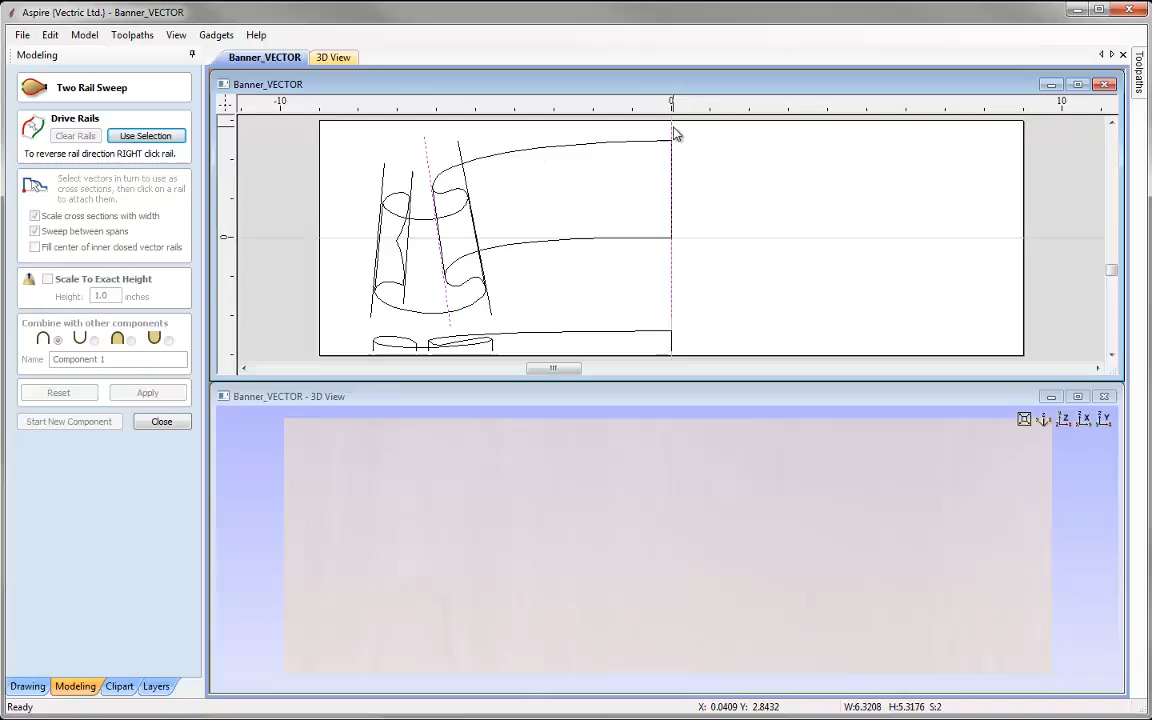 Aspire {Vectric Ltd.} - Banner_VECTOR
File Edit Model Toolpaths View Gadgets Help
Modeling
Two Rail Sweep
Drive Rails
Clear Rails Use Selection
To reverse rail direction RIGHT click rail.
Select vectors in turn to use as
cross sections, then click on a rail
to attach them.
Scale cross sections with width
Sweep between spans
Fill center of inner closed vector rails
Scale To Exact Height
Height: 1.0 inches
Combine with other components
Name Component 1
Reset Apply
Start New Component Close
Drawing Modeling Clipart Layers
Ready
Banner_VECTOR 3D View
Banner_VECTOR
-10 0 10
0
Banner_VECTOR - 3D View
Z X Y
Toolpaths
X: 0.0409 Y: 2.8432 W:6.3208 H:5.3176 S:2